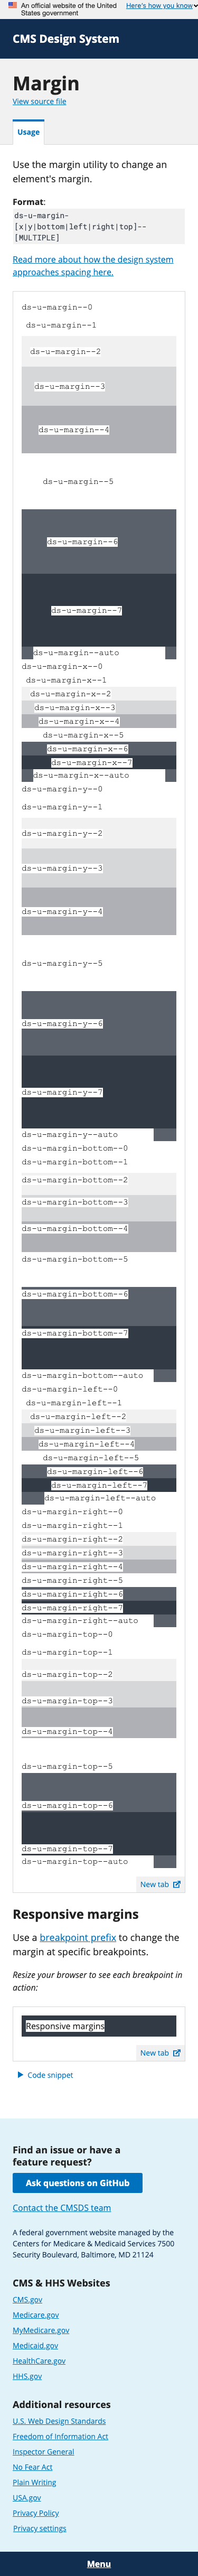 An official website of the United States government
Here's how you know
CMS Design System
Margin
View source file
Usage
Use the margin utility to change an
element's margin.
Format:
ds-u-margin-
[x|y|bottom|left|right|top]--
[MULTIPLE]
Read more about how the design system
approaches spacing here.
ds-u-margin--0
ds-u-margin--1
ds-u-margin--2
ds-u-margin--3
ds-u-margin--4
ds-u-margin--5
ds-u-margin--6
ds-u-margin--7
ds-u-margin--auto
ds-u-margin-x--0
ds-u-margin-x--1
ds-u-margin-x--2
ds-u-margin-x--3
ds-u-margin-x--4
ds-u-margin-x--5
ds-u-margin-x--6
ds-u-margin-x--7
ds-u-margin-x--auto
ds-u-margin-y--0
ds-u-margin-y--1
ds-u-margin-y--2
ds-u-margin-y--3
ds-u-margin-y--4
ds-u-margin-y--5
ds-u-margin-y--6
ds-u-margin-y--7
ds-u-margin-y--auto
ds-u-margin-bottom--0
ds-u-margin-bottom--1
ds-u-margin-bottom--2
ds-u-margin-bottom--3
ds-u-margin-bottom--4
ds-u-margin-bottom--5
ds-u-margin-bottom--6
ds-u-margin-bottom--7
ds-u-margin-bottom--auto
ds-u-margin-left--0
ds-u-margin-left--1
ds-u-margin-left--2
ds-u-margin-left--3
ds-u-margin-left--4
ds-u-margin-left--5
ds-u-margin-left--6
ds-u-margin-left--7
ds-u-margin-left--auto
ds-u-margin-right--0
ds-u-margin-right--1
ds-u-margin-right--2
ds-u-margin-right--3
ds-u-margin-right--4
ds-u-margin-right--5
ds-u-margin-right--6
ds-u-margin-right--7
ds-u-margin-right--auto
ds-u-margin-top--0
ds-u-margin-top--1
ds-u-margin-top--2
ds-u-margin-top--3
ds-u-margin-top--4
ds-u-margin-top--5
ds-u-margin-top--6
ds-u-margin-top--7
ds-u-margin-top--auto
New tab
Responsive margins
Use a breakpoint prefix to change the
margin at specific breakpoints.
Resize your browser to see each breakpoint in
action:
Responsive margins
New tab
Code snippet
Find an issue or have a
feature request?
Ask questions on GitHub
Contact the CMSDS team
A federal government website managed by the
Centers for Medicare & Medicaid Services 7500
Security Boulevard, Baltimore, MD 21124
CMS & HHS Websites
CMS.gov
Medicare.gov
MyMedicare.gov
Medicaid.gov
HealthCare.gov
HHS.gov
Additional resources
U.S. Web Design Standards
Freedom of Information Act
Inspector General
No Fear Act
Plain Writing
USA.gov
Privacy Policy
Privacy settings
Menu